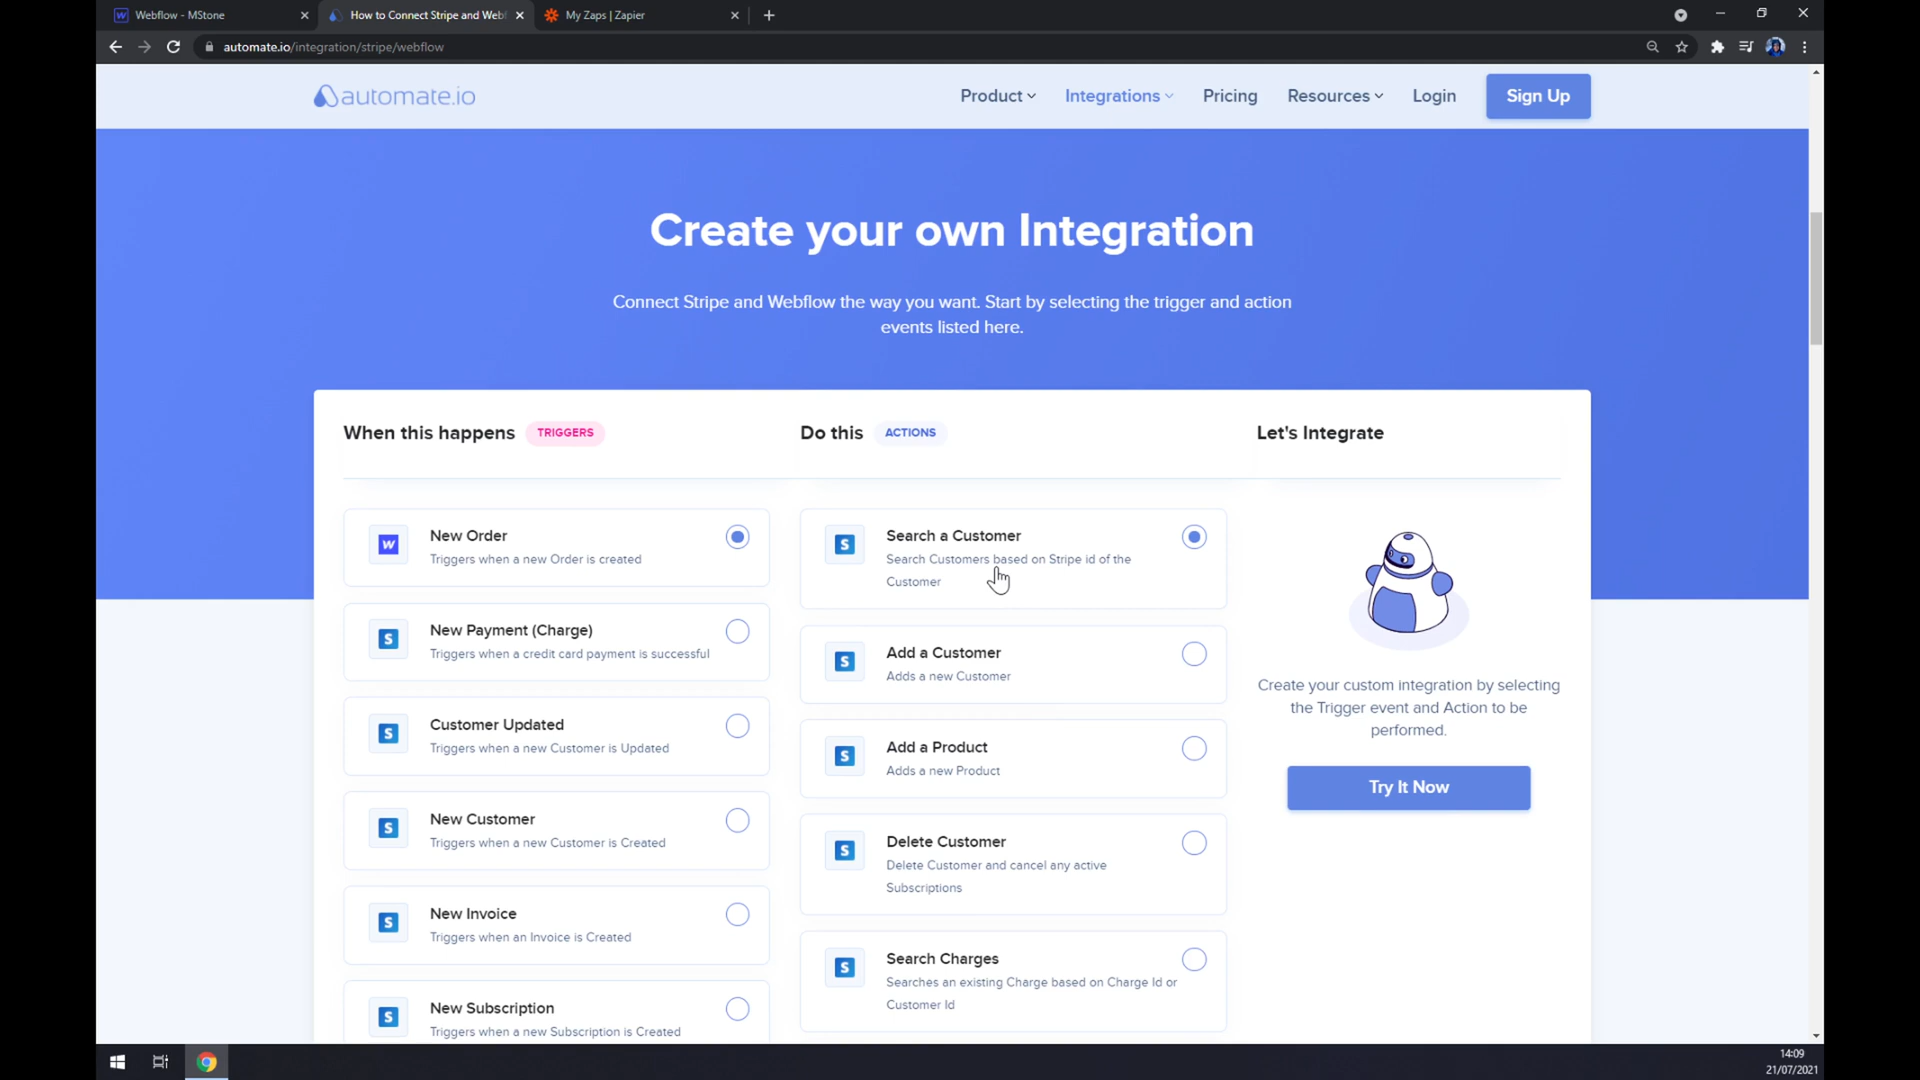 Webflow - MStone
How to Connect Stripe and Webf
My Zaps | Zapier
automate.io/integration/stripe/webflow
automate.io
Product
Integrations
Pricing
Resources
Login
Sign Up
Create your own Integration
Connect Stripe and Webflow the way you want. Start by selecting the trigger and action
events listed here.
When this happens
TRIGGERS
Do this
ACTIONS
Let's Integrate
New Order
Triggers when a new Order is created
New Payment (Charge)
Triggers when a credit card payment is successful
Customer Updated
Triggers when a new Customer is Updated
New Customer
Triggers when a new Customer is Created
New Invoice
Triggers when an Invoice is Created
New Subscription
Triggers when a new Subscription is Created
Search a Customer
Search Customers based on Stripe id of the
Customer
Add a Customer
Adds a new Customer
Add a Product
Adds a new Product
Delete Customer
Delete Customer and cancel any active
Subscriptions
Search Charges
Searches an existing Charge based on Charge Id or
Customer Id
Create your custom integration by selecting
the Trigger event and Action to be
performed.
Try It Now
14:09
21/07/2021